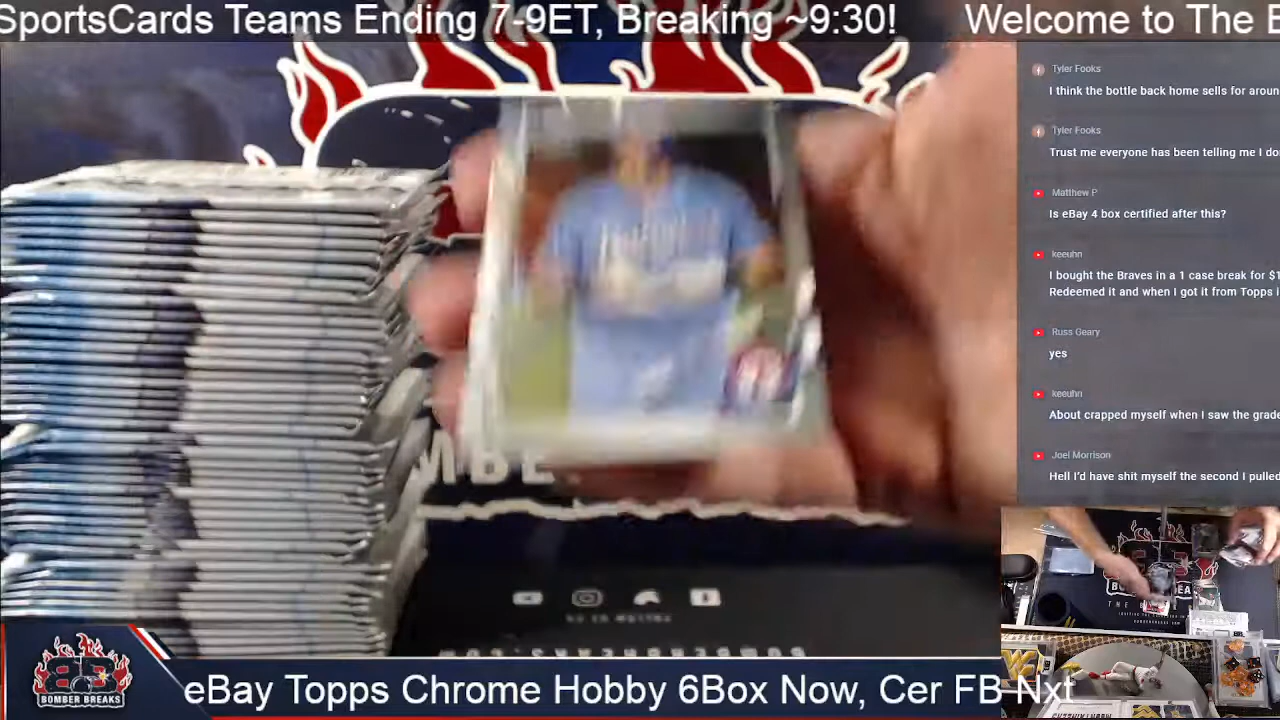 SportsCards Teams Ending 7-9ET, Breaking ~9:30!
Welcome to The B
Tyler Fooks
I think the bottle back home sells for aroun
Tyler Fooks
Trust me everyone has been telling me I do
Matthew P
Is eBay 4 box certified after this?
keeuhn
I bought the Braves in a 1 case break for $
Redeemed it and when I got it from Topps i
Russ Geary
yes
keeuhn
About crapped myself when I saw the grade
Joel Morrison
Hell I'd have shit myself the second I pulled
BOMBER BREAKS
eBay Topps Chrome Hobby 6Box Now, Cer FB Nxt